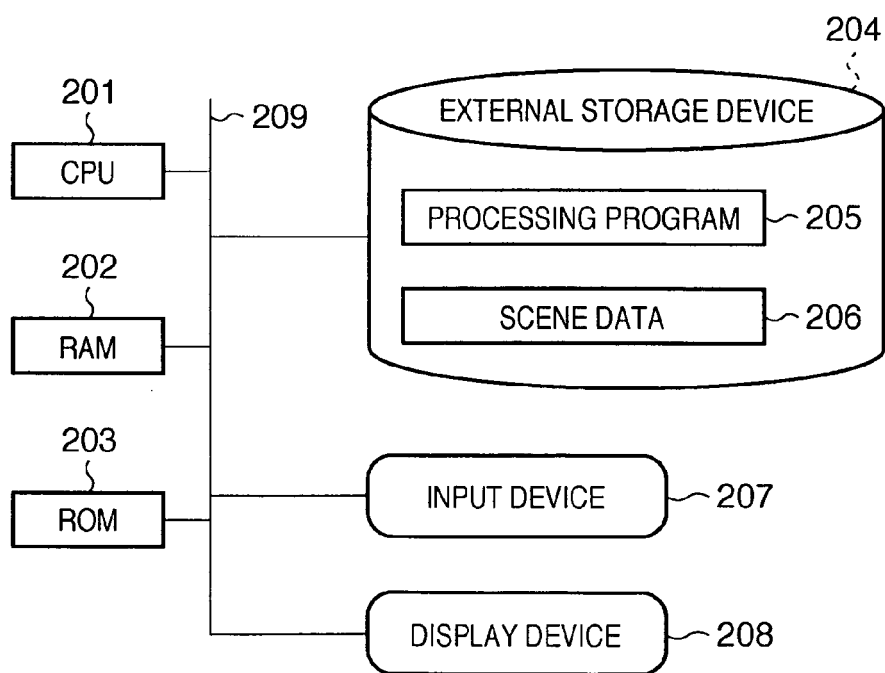 204
201
209
EXTERNAL STORAGE DEVICE
CPU
PROCESSING PROGRAM
205
202
SCENE DATA
206
RAM
203
INPUT DEVICE
207
ROM
DISPLAY DEVICE
208